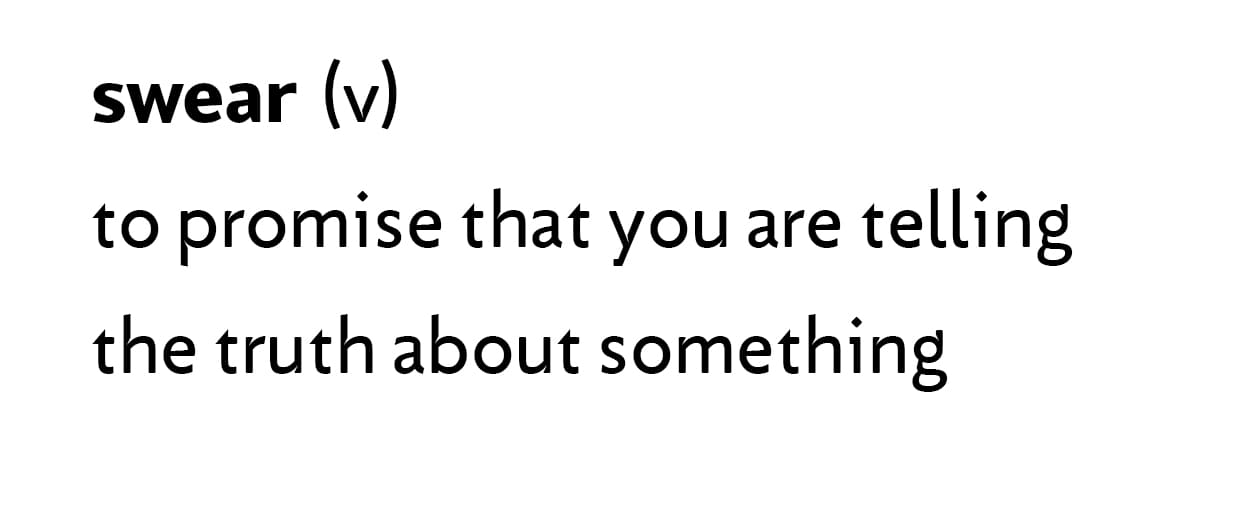 swear (v)
to promise that you are telling
the truth about something